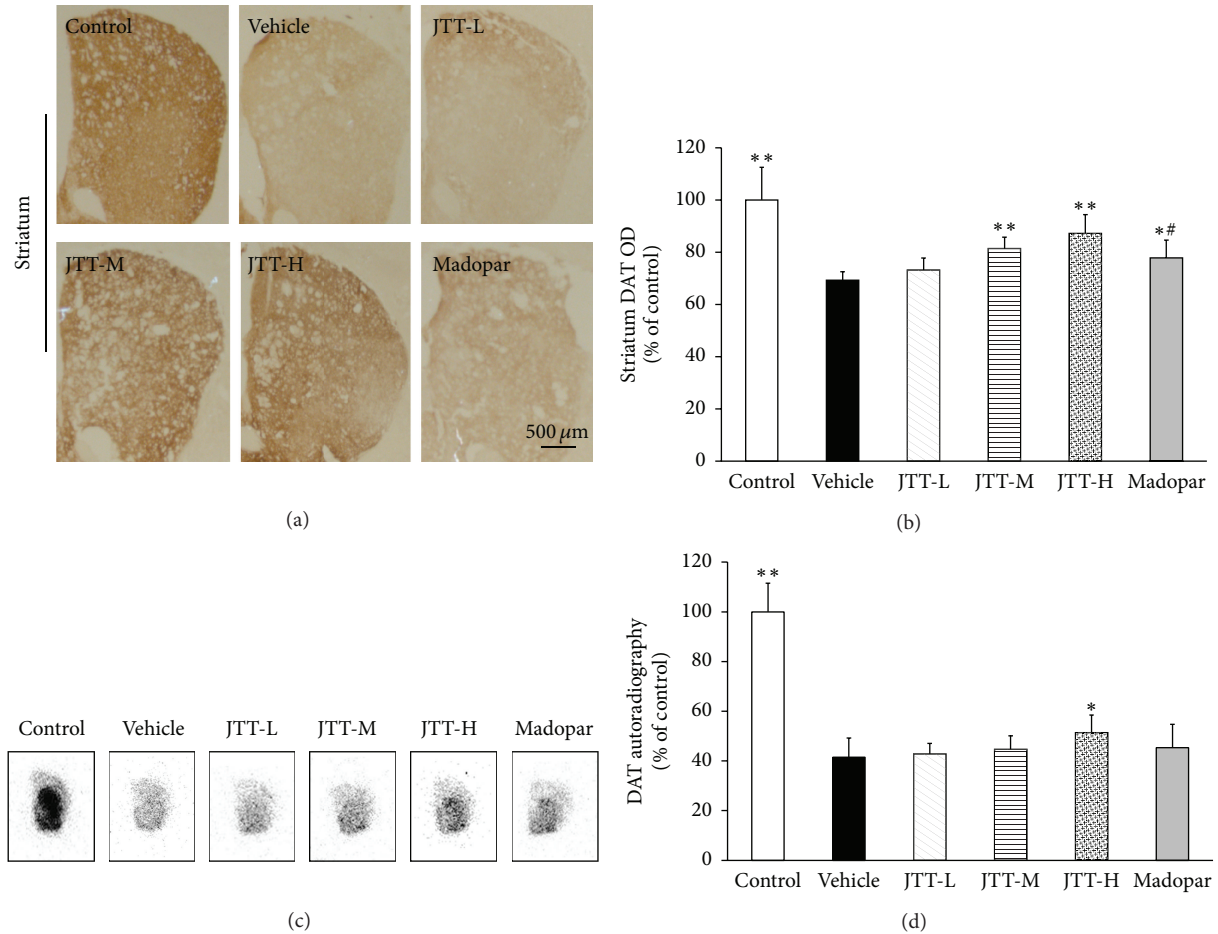 Control Vehicle JTT-L
Striatum
JTT-M JTT-H Madopar
500 μm
(a)
Striatum DAT OD
(% of control)
120
100
80
60
40
20
0
**
**
**
*#
Control Vehicle JTT-L JTT-M JTT-H Madopar
(b)
Control Vehicle JTT-L JTT-M JTT-H Madopar
(c)
DAT autoradiography
(% of control)
120
100
80
60
40
20
0
**
*
Control Vehicle JTT-L JTT-M JTT-H Madopar
(d)